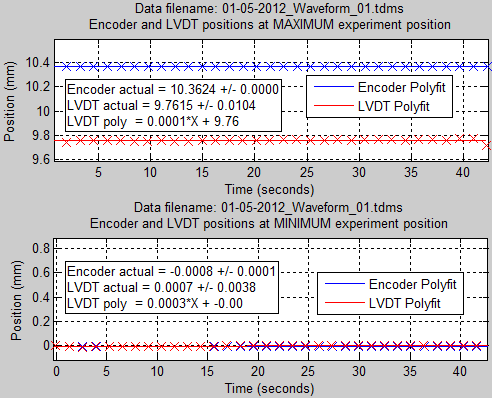 Data filename: 01-05-2012_Waveform_01.tdms
Encoder and LVDT positions at MAXIMUM experiment position
Position (mm)
10.4
10.2
10
9.8
9.6
Encoder actual = 10.3624 +/- 0.0000
LVDT actual = 9.7615 +/- 0.0104
LVDT poly = 0.0001*X + 9.76
Encoder Polyfit
LVDT Polyfit
5 10 15 20 25 30 35 40
Time (seconds)
Data filename: 01-05-2012_Waveform_01.tdms
Encoder and LVDT positions at MINIMUM experiment position
Position (mm)
0.8
0.6
0.4
0.2
0
Encoder actual = -0.0008 +/- 0.0001
LVDT actual = 0.0007 +/- 0.0038
LVDT poly = 0.0003*X + -0.00
Encoder Polyfit
LVDT Polyfit
0 5 10 15 20 25 30 35 40
Time (seconds)